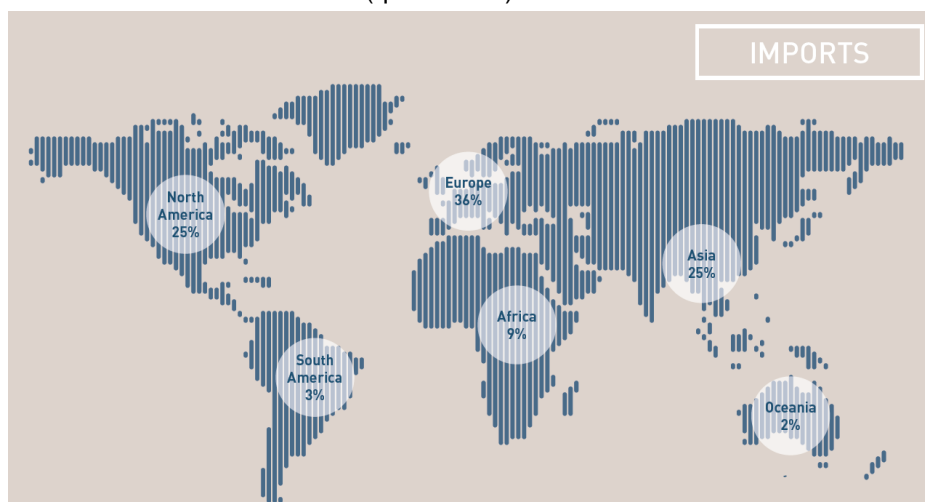 IMPORTS
Europe
36%
North
America
25%
Asia
25%
Africa
9%
South
America
3%
Oceania
2%